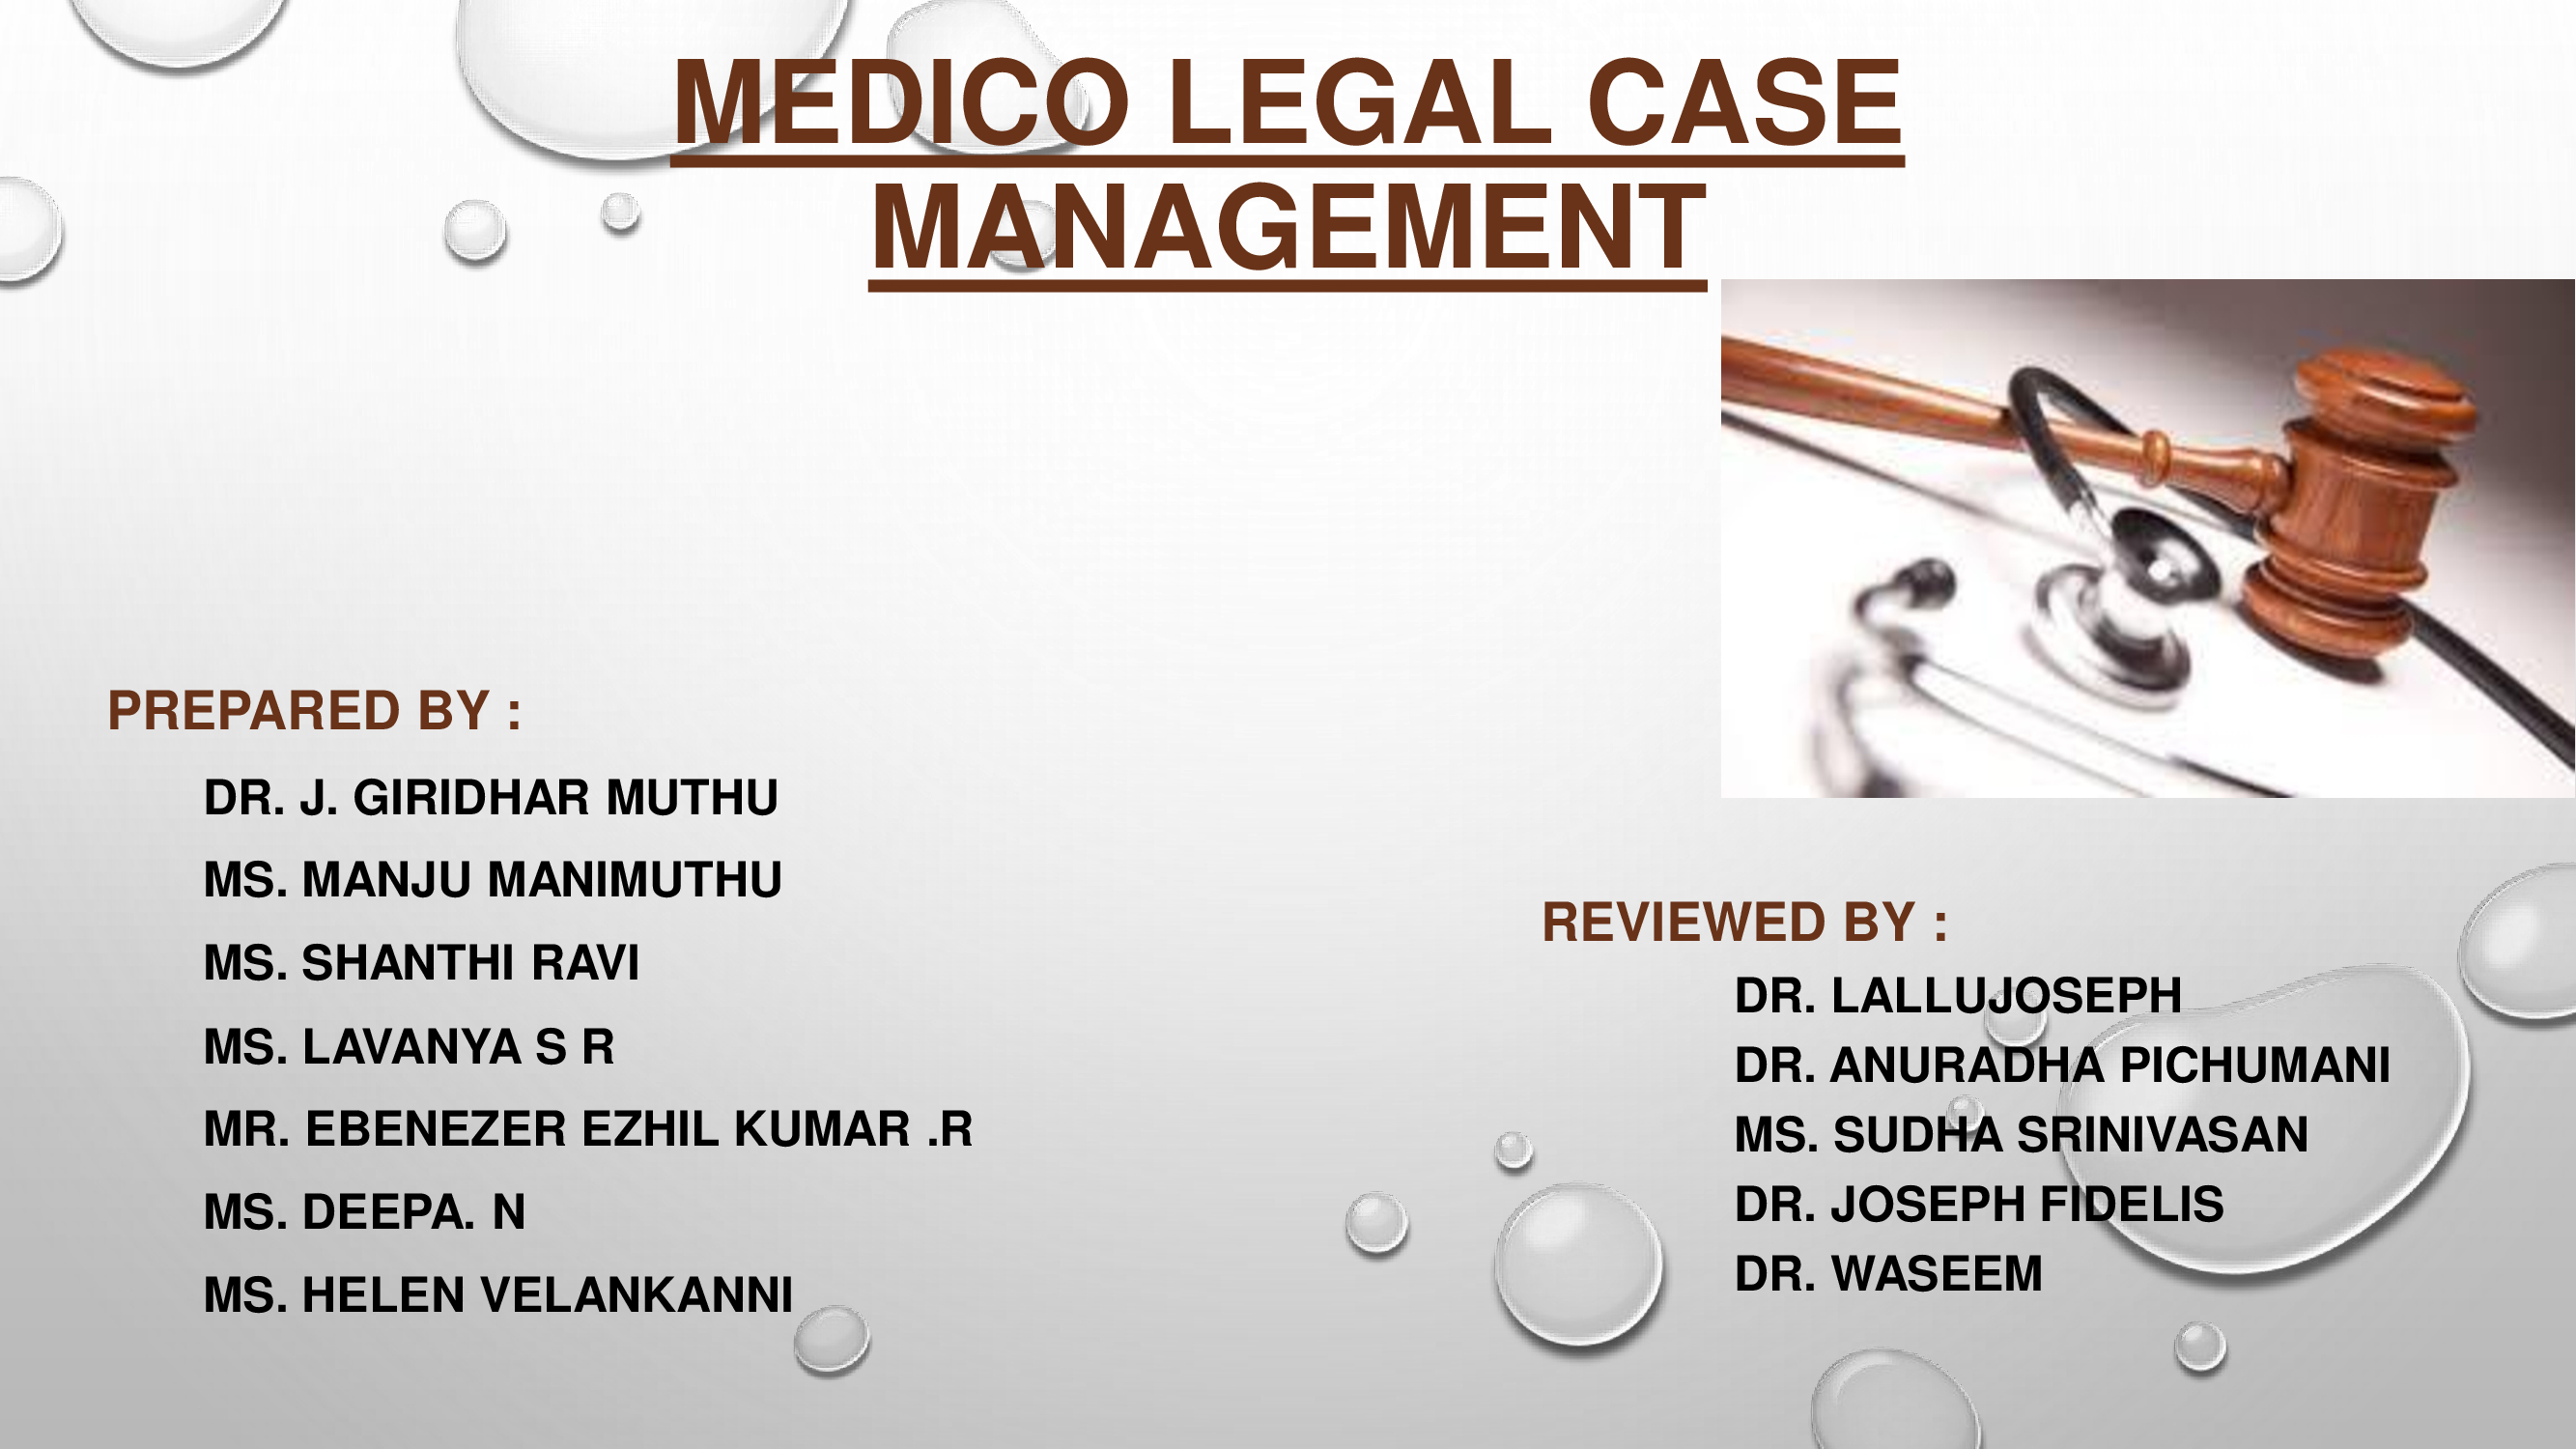 MEDICO LEGAL CASE
MANAGEMENT
PREPARED BY :
DR. J. GIRIDHAR MUTHU
MS. MANJU MANIMUTHU
MS. SHANTHI RAVI
MS. LAVANYA S R
MR. EBENEZER EZHIL KUMAR .R
MS. DEEPA. N
MS. HELEN VELANKANNI
REVIEWED BY :
DR. LALLUJOSEPH
DR. ANURADHA PICHUMANI
MS. SUDHA SRINIVASAN
DR. JOSEPH FIDELIS
DR. WASEEM